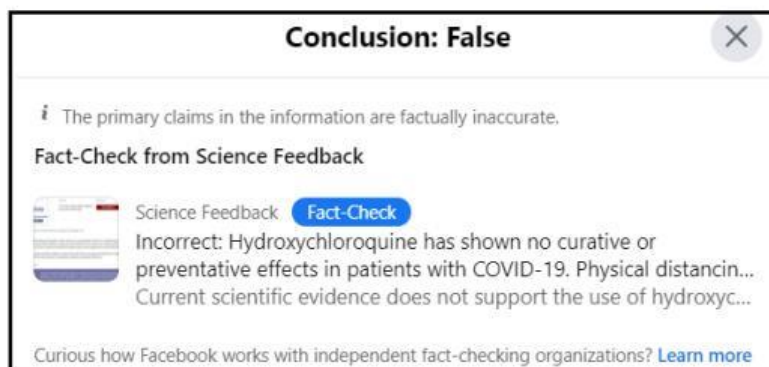 Conclusion: False
i The primary claims in the information are factually inaccurate.
Fact-Check from Science Feedback
Science Feedback Fact-Check
Incorrect: Hydroxychloroquine has shown no curative or
preventative effects in patients with COVID-19. Physical distancin...
Current scientific evidence does not support the use of hydroxyc...
Curious how Facebook works with independent fact-checking organizations? Learn more